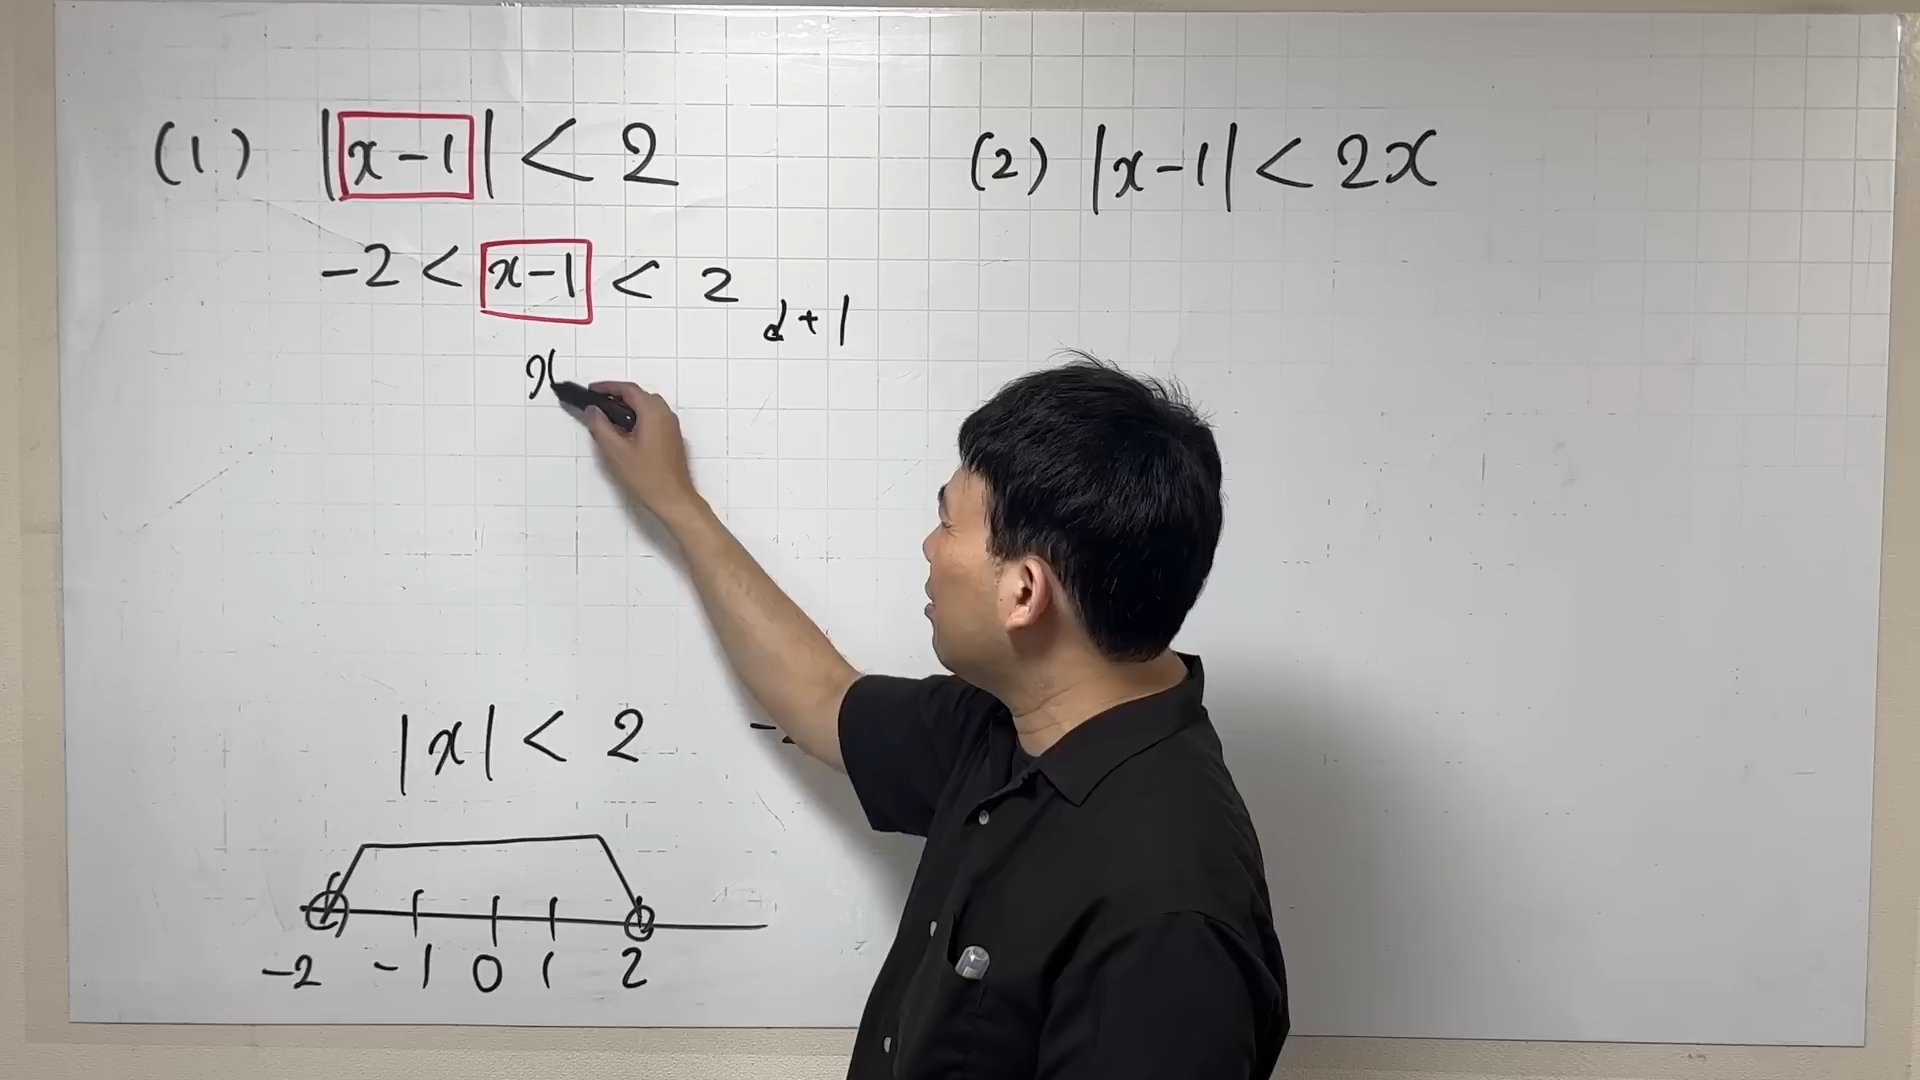 (1) |x-1| < 2
-2 < x-1 < 2
↓+1
x
|x| < 2
-2 -1 0 1 2
(2) |x-1| < 2x